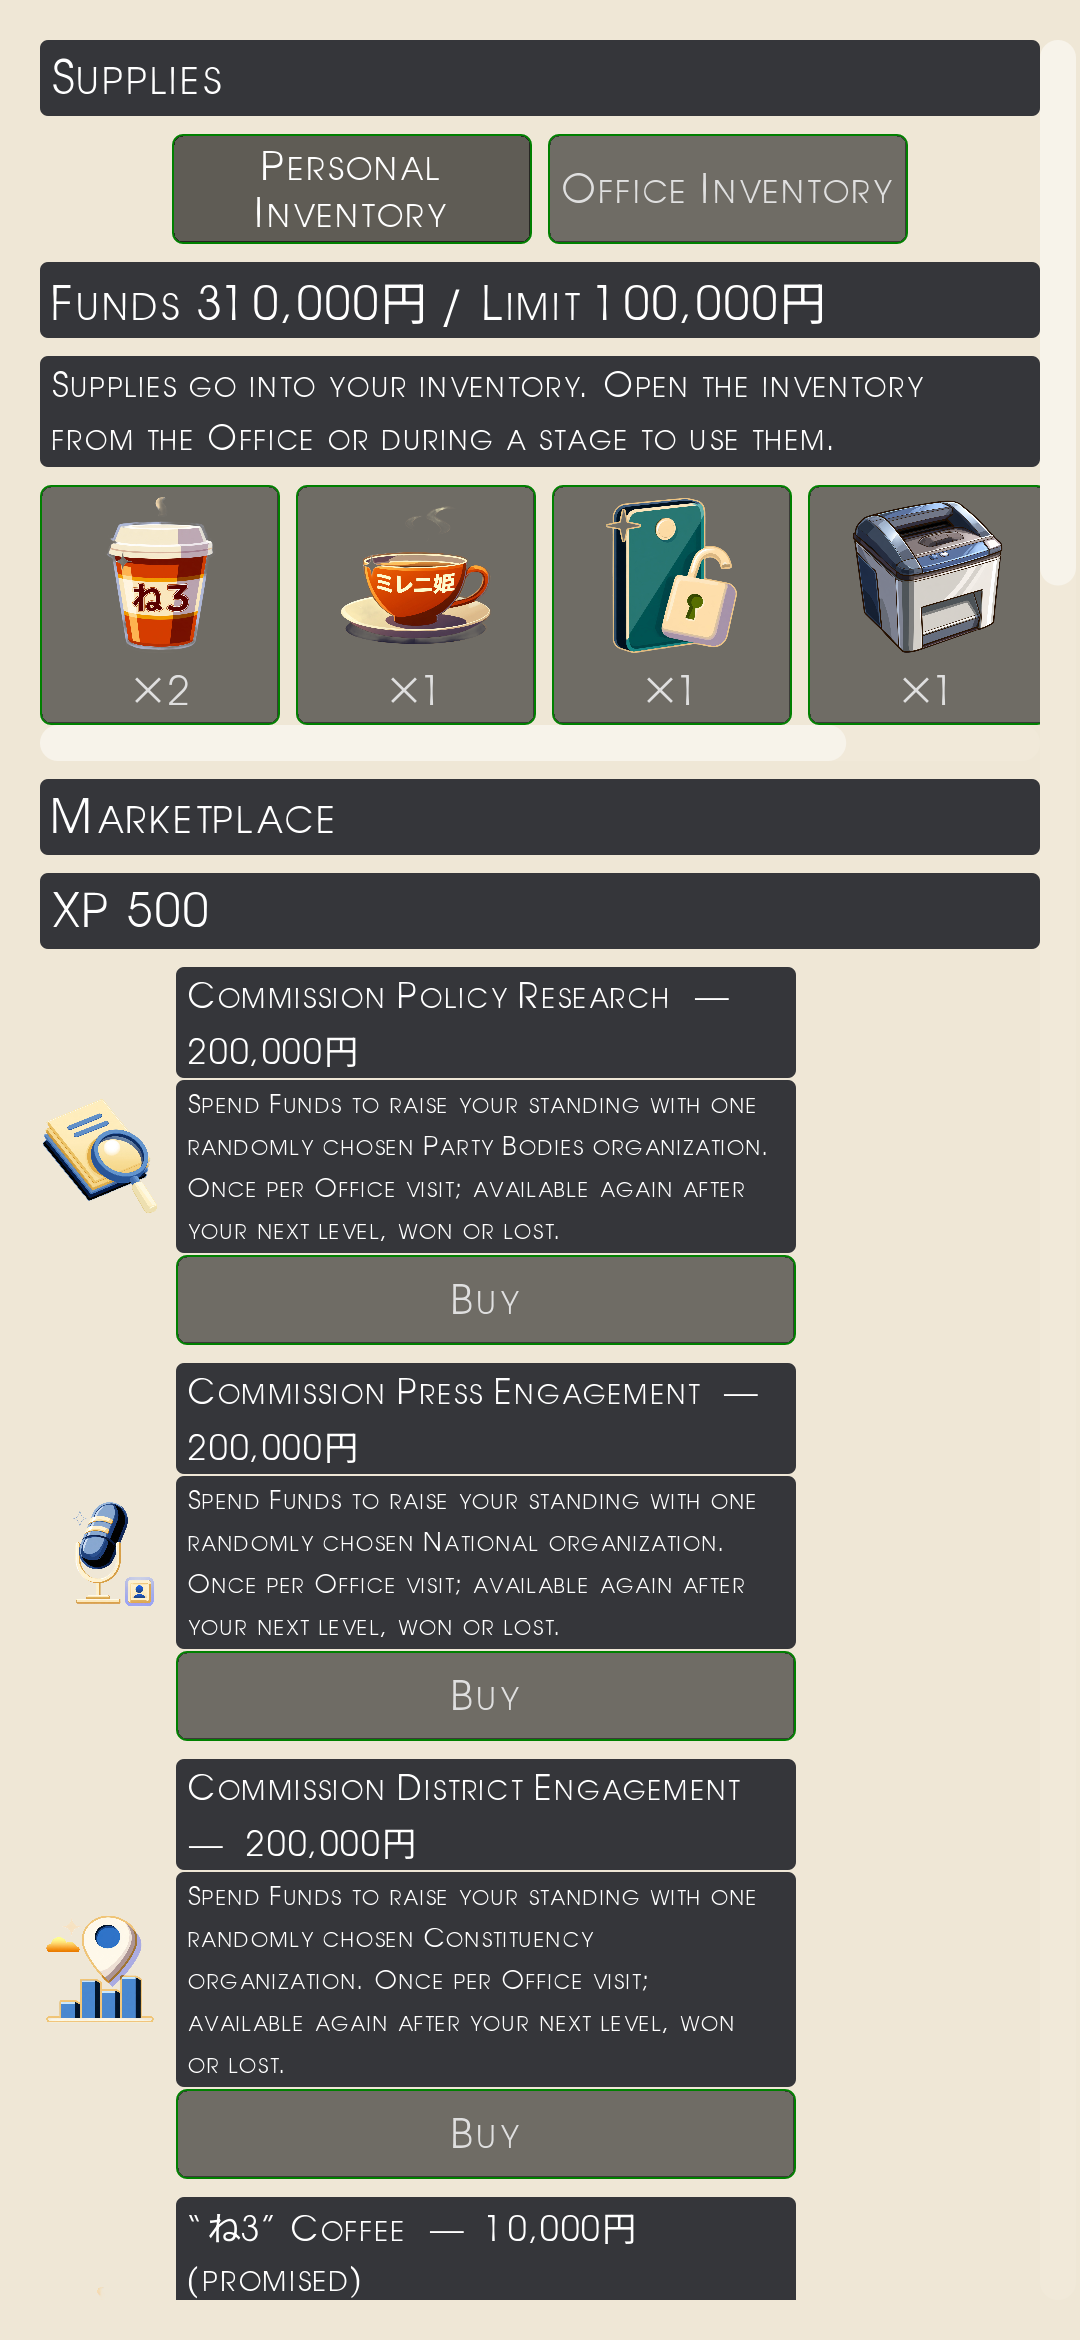 Supplies
Personal
Inventory
Office Inventory
Funds 310,000円 / Limit 100,000円
Supplies go into your inventory. Open the inventory
from the Office or during a stage to use them.
ね3
ミレニ姫
×2
×1
×1
×1
Marketplace
XP 500
Commission Policy Research —
200,000円
Spend Funds to raise your standing with one
randomly chosen Party Bodies organization.
Once per Office visit; available again after
your next level, won or lost.
Buy
Commission Press Engagement —
200,000円
Spend Funds to raise your standing with one
randomly chosen National organization.
Once per Office visit; available again after
your next level, won or lost.
Buy
Commission District Engagement
— 200,000円
Spend Funds to raise your standing with one
randomly chosen Constituency
organization. Once per Office visit;
available again after your next level, won
or lost.
Buy
“ね3” Coffee — 10,000円
(promised)